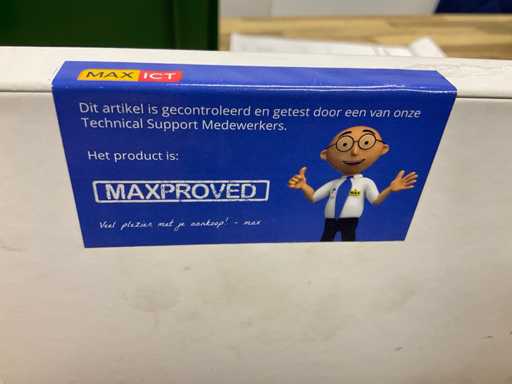 MAX ICT
Dit artikel is gecontroleerd en getest door een van onze
Technical Support Medewerkers.
Het product is:
MAXPROVED
Veel plezier met je aankoop! - max